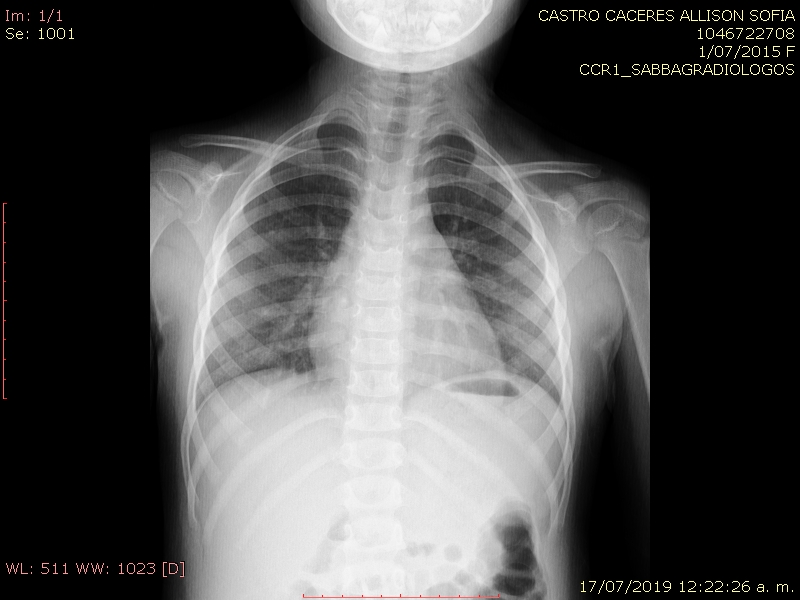 Im: 1/1
Se: 1001
CASTRO CACERES ALLISON SOFIA
1046722708
1/07/2015 F
CCR1_SABBAGRADIOLOGOS
WL: 511 WW: 1023 [D]
17/07/2019 12:22:26 a. m.